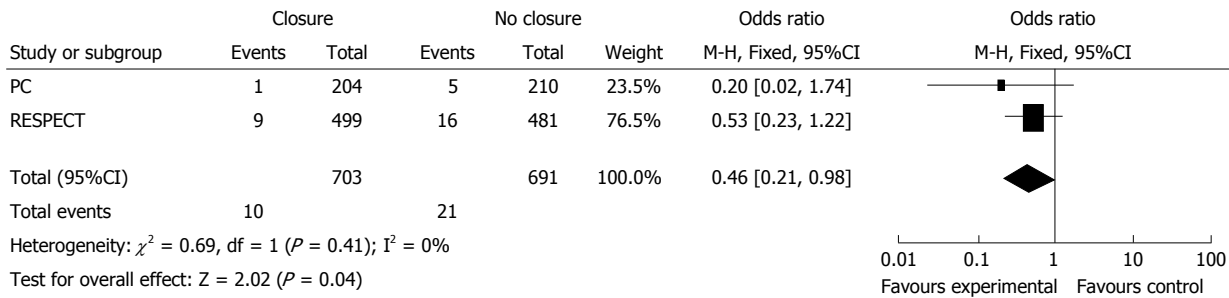 Closure No closure Odds ratio Odds ratio
Study or subgroup Events Total Events Total Weight M-H, Fixed, 95%CI M-H, Fixed, 95%CI
PC 1 204 5 210 23.5% 0.20 [0.02, 1.74]
RESPECT 9 499 16 481 76.5% 0.53 [0.23, 1.22]
Total (95%CI) 703 691 100.0% 0.46 [0.21, 0.98]
Total events 10 21
Heterogeneity: χ² = 0.69, df = 1 (P = 0.41); I² = 0%
Test for overall effect: Z = 2.02 (P = 0.04)
0.01 0.1 1 10 100
Favours experimental Favours control